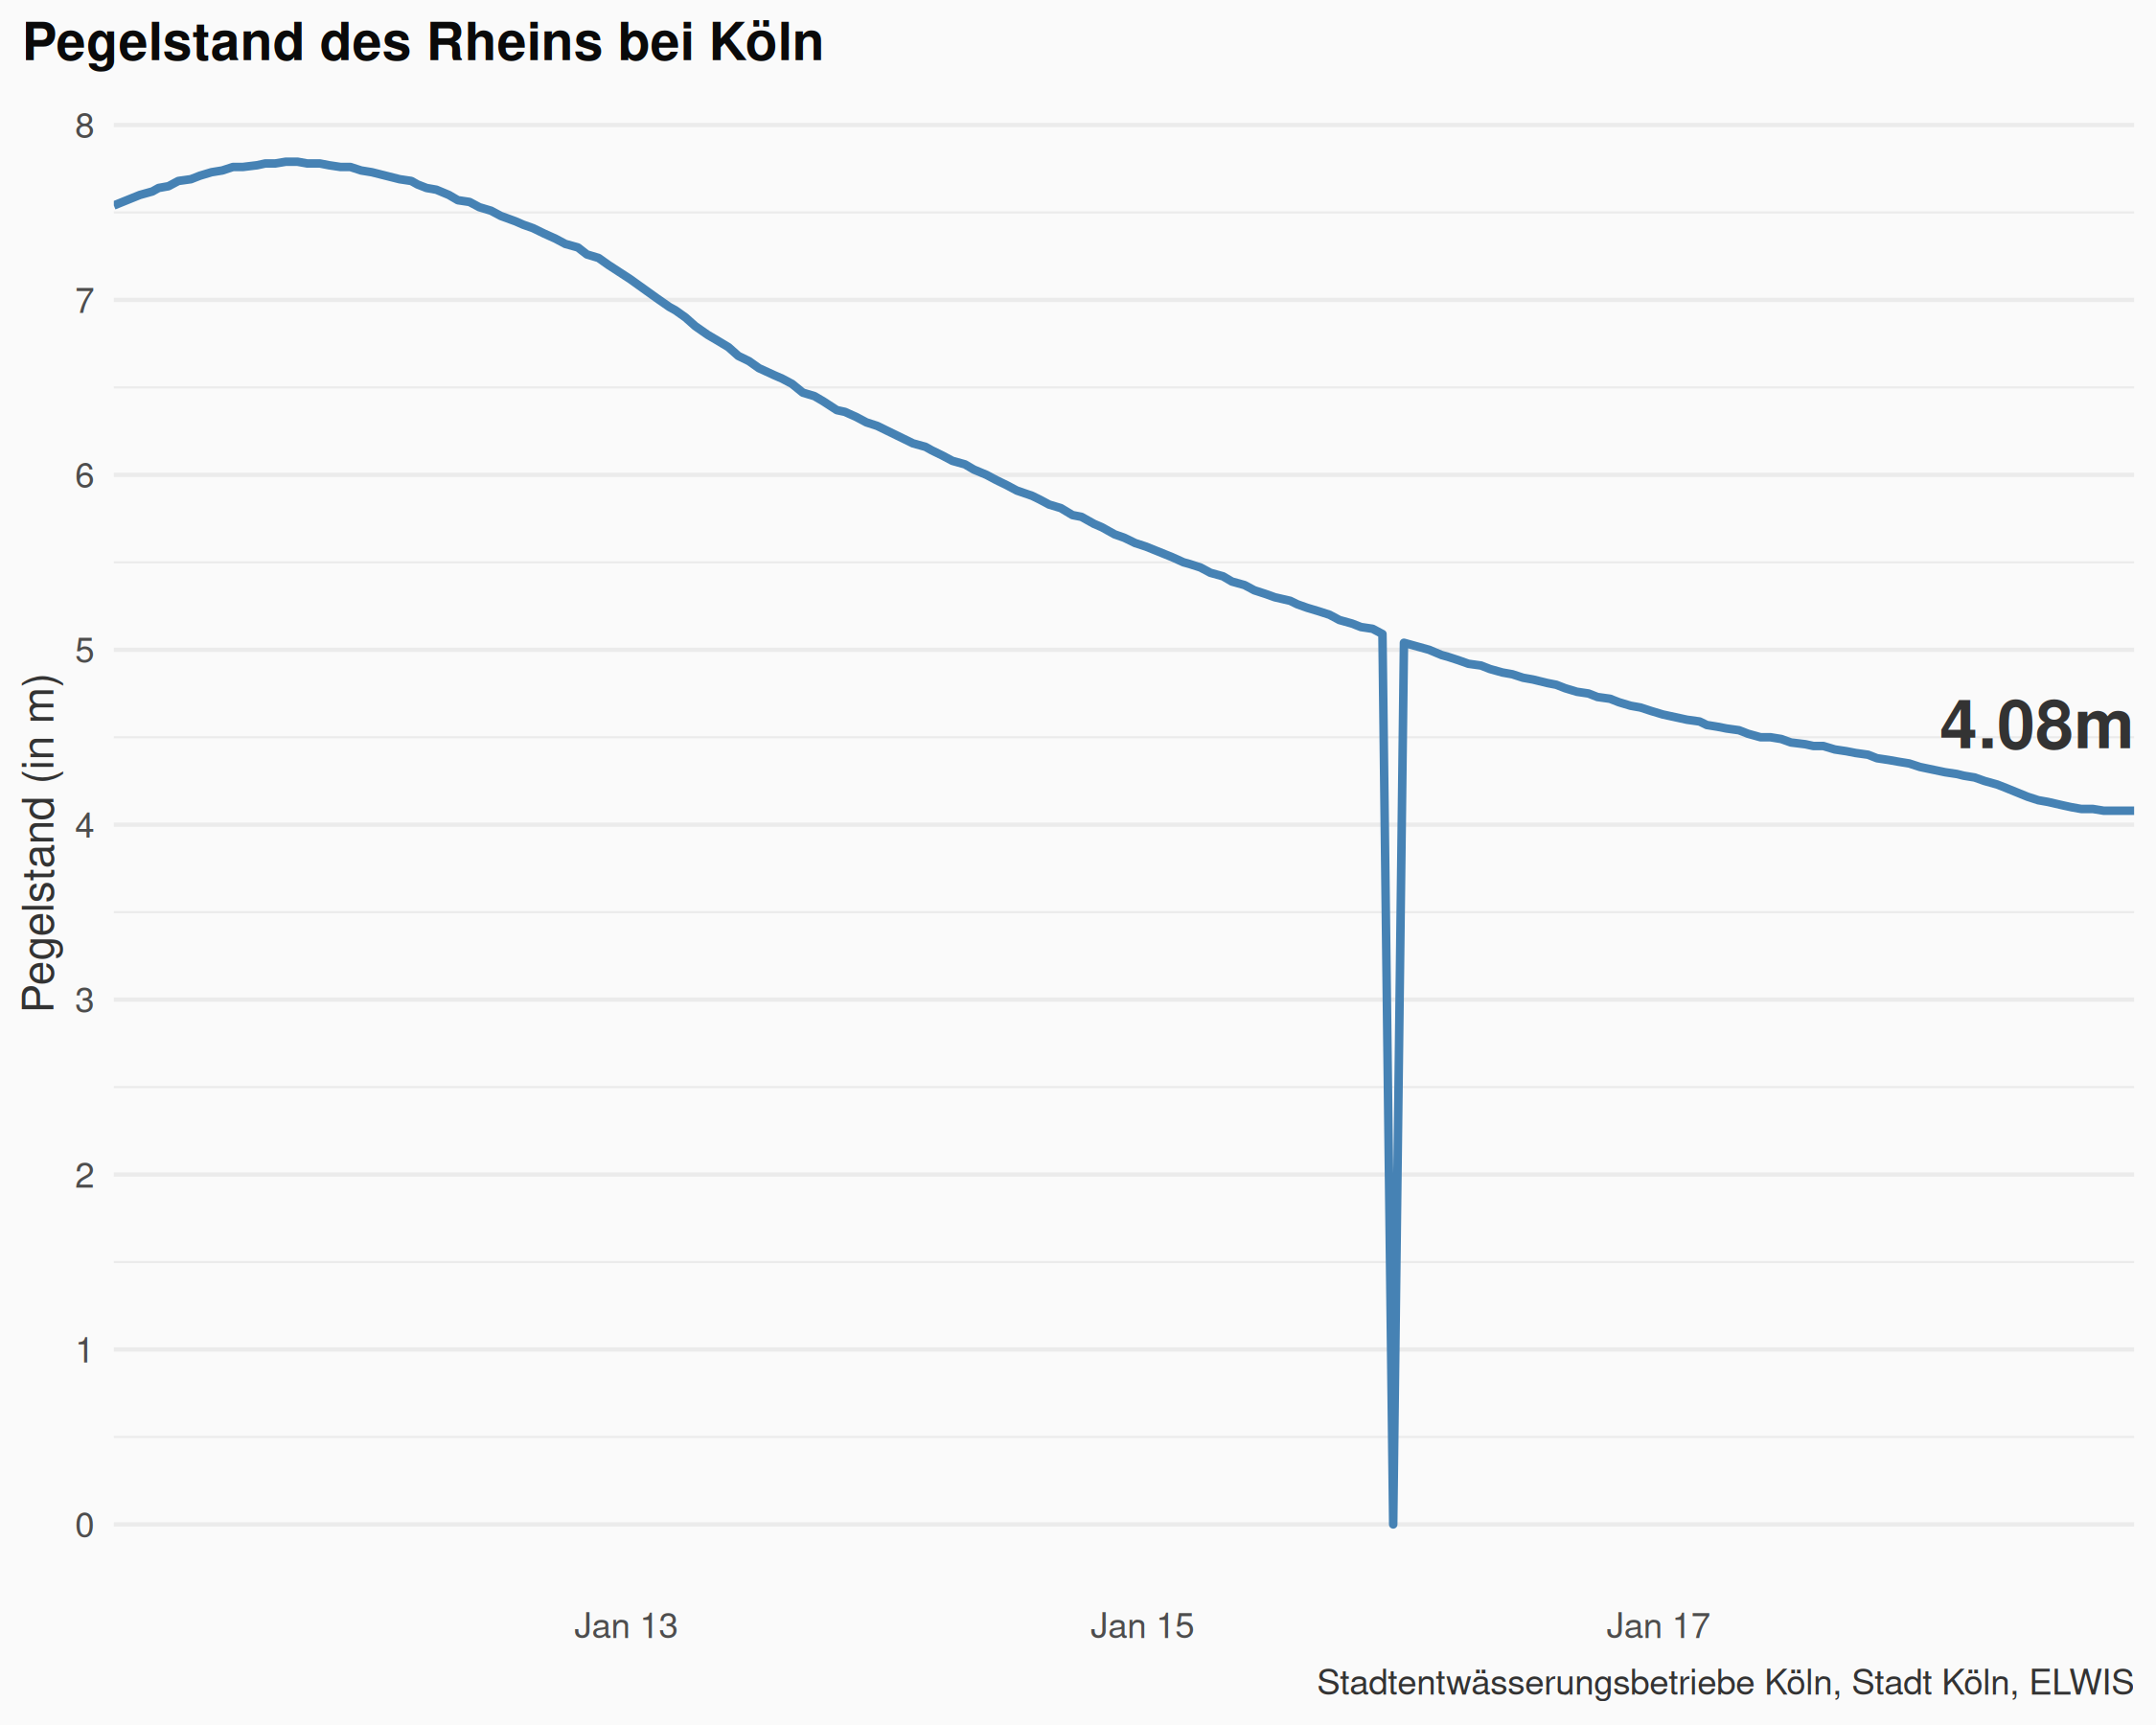 Pegelstand des Rheins bei Köln
Pegelstand (in m)
8
7
6
5
4
3
2
1
0
4.08m
Jan 13
Jan 15
Jan 17
Stadtentwässerungsbetriebe Köln, Stadt Köln, ELWIS